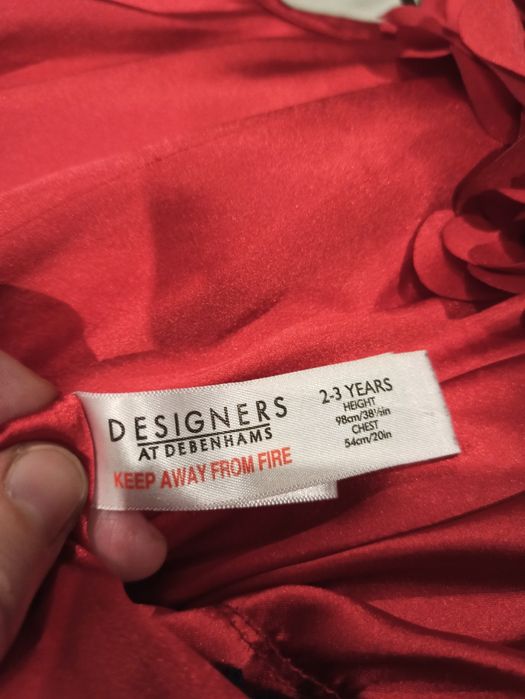 DESIGNERS
AT DEBENHAMS
KEEP AWAY FROM FIRE
2-3 YEARS
HEIGHT
98cm/38½in
CHEST
54cm/20in